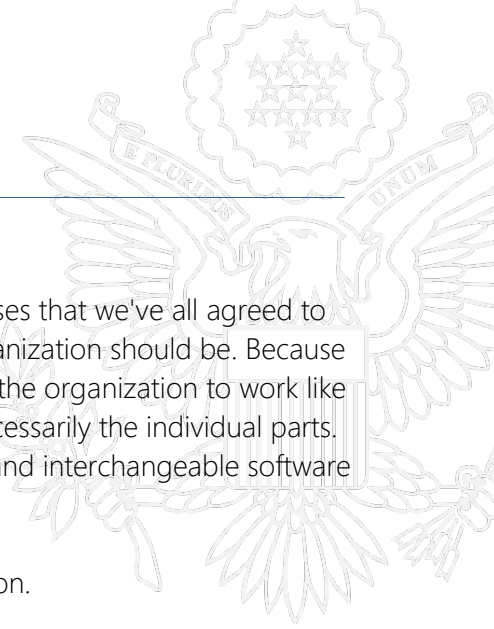 E PLURIBUS UNUM
ses that we've all agreed to
anization should be. Because
the organization to work like
cessarily the individual parts.
and interchangeable software
on.